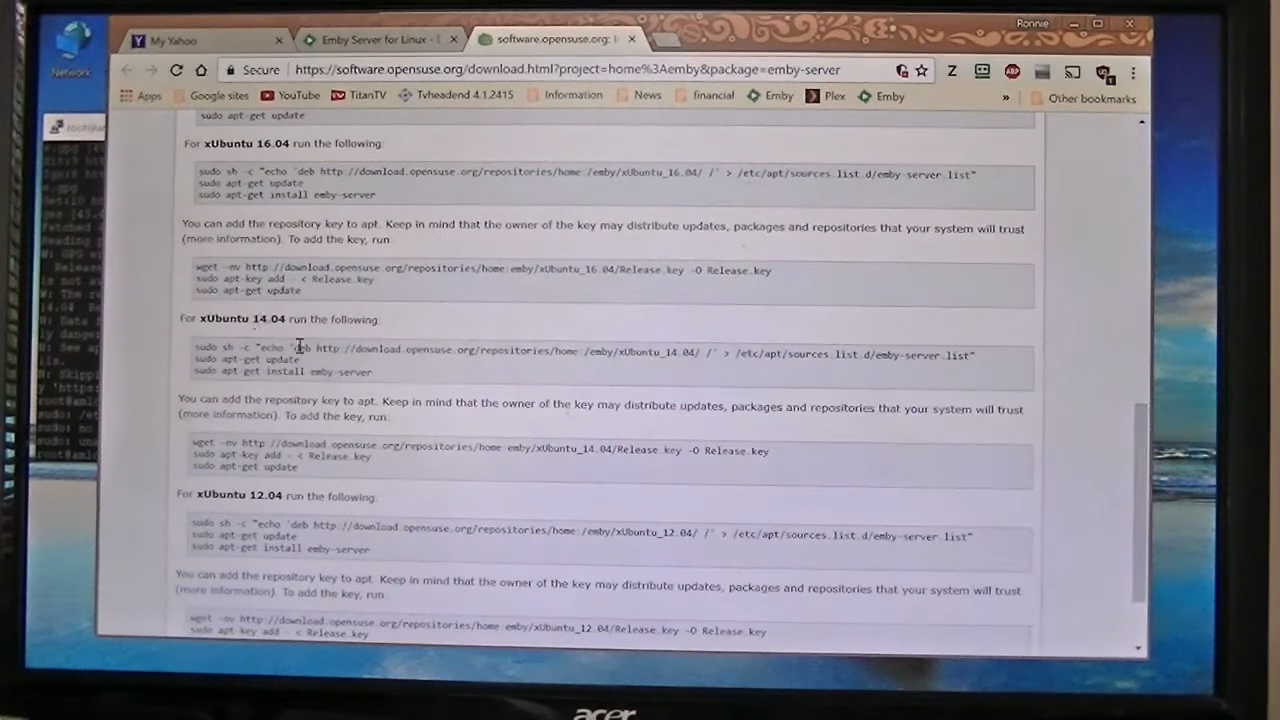 Ronnie
My Yahoo
Emby Server for Linux -
software.opensuse.org:
Network
Secure
https://software.opensuse.org/download.html?project=home%3Aemby&package=emby-server
Apps
Google sites
YouTube
TitanTV
Tvheadend 4.1.2415
Information
News
financial
Emby
Plex
Emby
»
Other bookmarks
sudo apt-get update
For xUbuntu 16.04 run the following:
sudo sh -c "echo 'deb http://download.opensuse.org/repositories/home:/emby/xUbuntu_16.04/ /' > /etc/apt/sources.list.d/emby-server.list"
sudo apt-get update
sudo apt-get install emby-server
You can add the repository key to apt. Keep in mind that the owner of the key may distribute updates, packages and repositories that your system will trust
(more information). To add the key, run:
wget -nv http://download.opensuse.org/repositories/home:emby/xUbuntu_16.04/Release.key -O Release.key
sudo apt-key add - < Release.key
sudo apt-get update
For xUbuntu 14.04 run the following:
sudo sh -c "echo 'deb http://download.opensuse.org/repositories/home:/emby/xUbuntu_14.04/ /' > /etc/apt/sources.list.d/emby-server.list"
sudo apt-get update
sudo apt-get install emby-server
You can add the repository key to apt. Keep in mind that the owner of the key may distribute updates, packages and repositories that your system will trust
(more information). To add the key, run:
wget -nv http://download.opensuse.org/repositories/home:emby/xUbuntu_14.04/Release.key -O Release.key
sudo apt-key add - < Release.key
sudo apt-get update
For xUbuntu 12.04 run the following:
sudo sh -c "echo 'deb http://download.opensuse.org/repositories/home:/emby/xUbuntu_12.04/ /' > /etc/apt/sources.list.d/emby-server.list"
sudo apt-get update
sudo apt-get install emby-server
You can add the repository key to apt. Keep in mind that the owner of the key may distribute updates, packages and repositories that your system will trust
(more information). To add the key, run:
wget -nv http://download.opensuse.org/repositories/home:emby/xUbuntu_12.04/Release.key -O Release.key
sudo apt-key add - < Release.key
acer